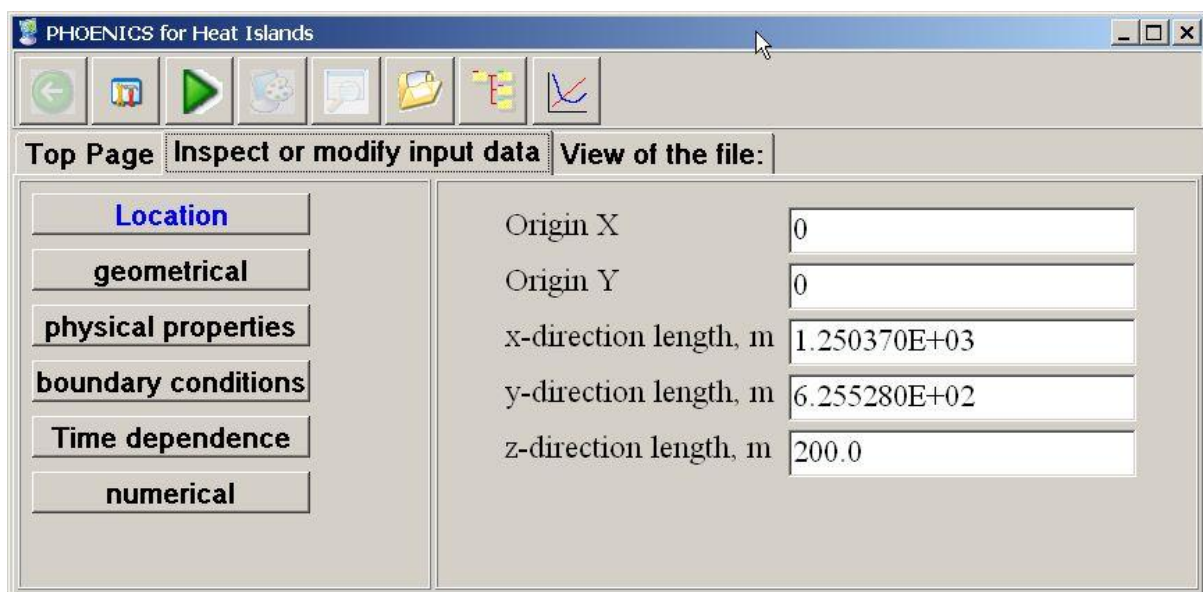 PHOENICS for Heat Islands
Top Page Inspect or modify input data View of the file:
Location
geometrical
physical properties
boundary conditions
Time dependence
numerical
Origin X 0
Origin Y 0
x-direction length, m 1.250370E+03
y-direction length, m 6.255280E+02
z-direction length, m 200.0